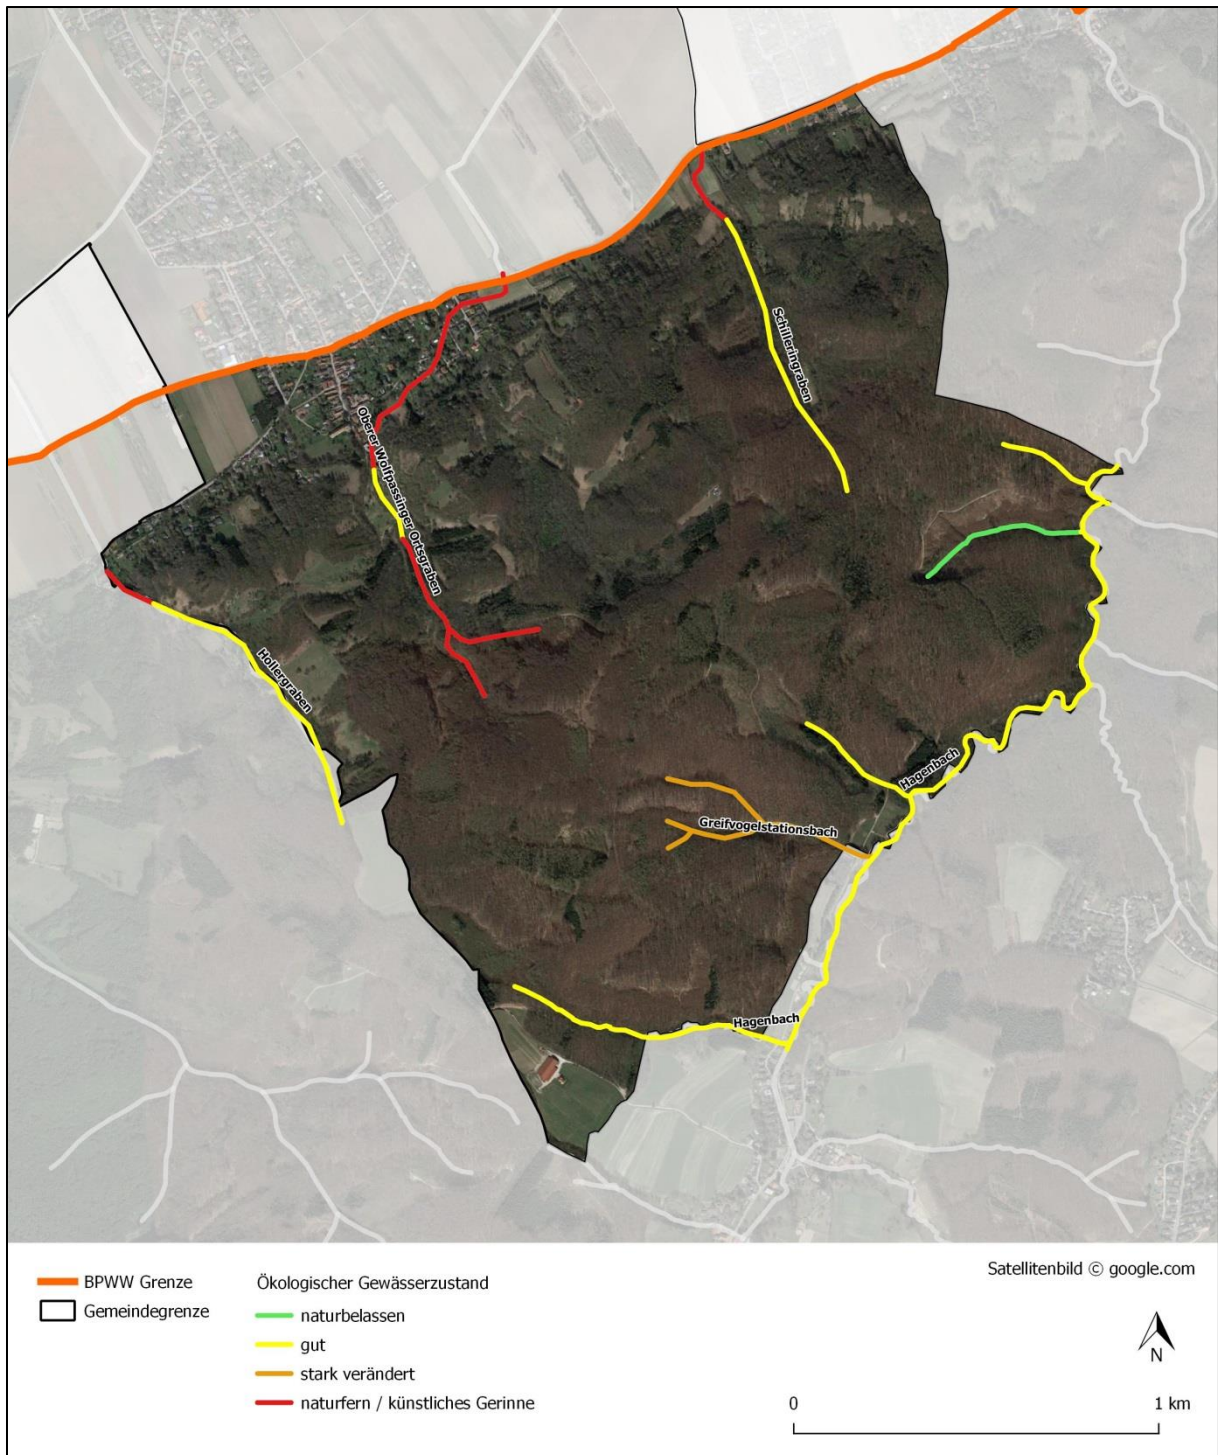 Schilleringraben
Oberer Wolfpassinger Ortsgraben
Hollergraben
Hagenbach
Greifvogelstationsbach
Hagenbach
Satellitenbild © google.com
BPWW Grenze
Gemeindegrenze
Ökologischer Gewässerzustand
naturbelassen
gut
stark verändert
naturfern / künstliches Gerinne
N
0 1 km